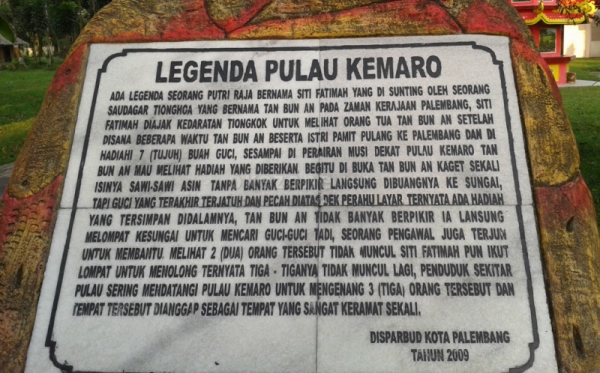 LEGENDA PULAU KEMARO
ADA LEGENDA SEORANG PUTRI RAJA BERNAMA SITI FATIMAH YANG DI SUNTING OLEH SEORANG
SAUDAGAR TIONGHOA YANG BERNAMA TAN BUN AN PADA ZAMAN KERAJAAN PALEMBANG, SITI
FATIMAH DIAJAK KEDARATAN TIONGKOK UNTUK MELIHAT ORANG TUA TAN BUN AN SETELAH
DISANA BEBERAPA WAKTU TAN BUN AN BESERTA ISTRI PAMIT PULANG KE PALEMBANG DAN DI
HADIAHI 7 (TUJUH) BUAH GUCI, SESAMPAI DI PERAIRAN MUSI DEKAT PULAU KEMARO TAN
BUN AN MAU MELIHAT HADIAH YANG DIBERIKAN. BEGITU DI BUKA TAN BUN AN KAGET SEKALI
ISINYA SAWI-SAWI ASIN TANPA BANYAK BERPIKIR LANGSUNG DIBUANGNYA KE SUNGAI,
TAPI GUCI YANG TERAKHIR TERJATUH DAN PECAH DIATAS DEK PERAHU LAYAR TERNYATA ADA HADIAH
YANG TERSIMPAN DIDALAMNYA, TAN BUN AN TIDAK BANYAK BERPIKIR IA LANSUNG
MELOMPAT KESUNGAI UNTUK MENCARI GUCI-GUCI TADI, SEORANG PENGAWAL JUGA TERJUN
UNTUK MEMBANTU. MELIHAT 2 (DUA) ORANG TERSEBUT TIDAK MUNCUL SITI FATIMAH PUN IKUT
LOMPAT UNTUK MENOLONG TERNYATA TIGA - TIGANYA TIDAK MUNCUL LAGI, PENDUDUK SEKITAR
PULAU SERING MENDATANGI PULAU KEMARO UNTUK MENGENANG 3 (TIGA) ORANG TERSEBUT DAN
TEMPAT TERSEBUT DIANGGAP SEBAGAI TEMPAT YANG SANGAT KERAMAT SEKALI.
DISPARBUD KOTA PALEMBANG
TAHUN 2009